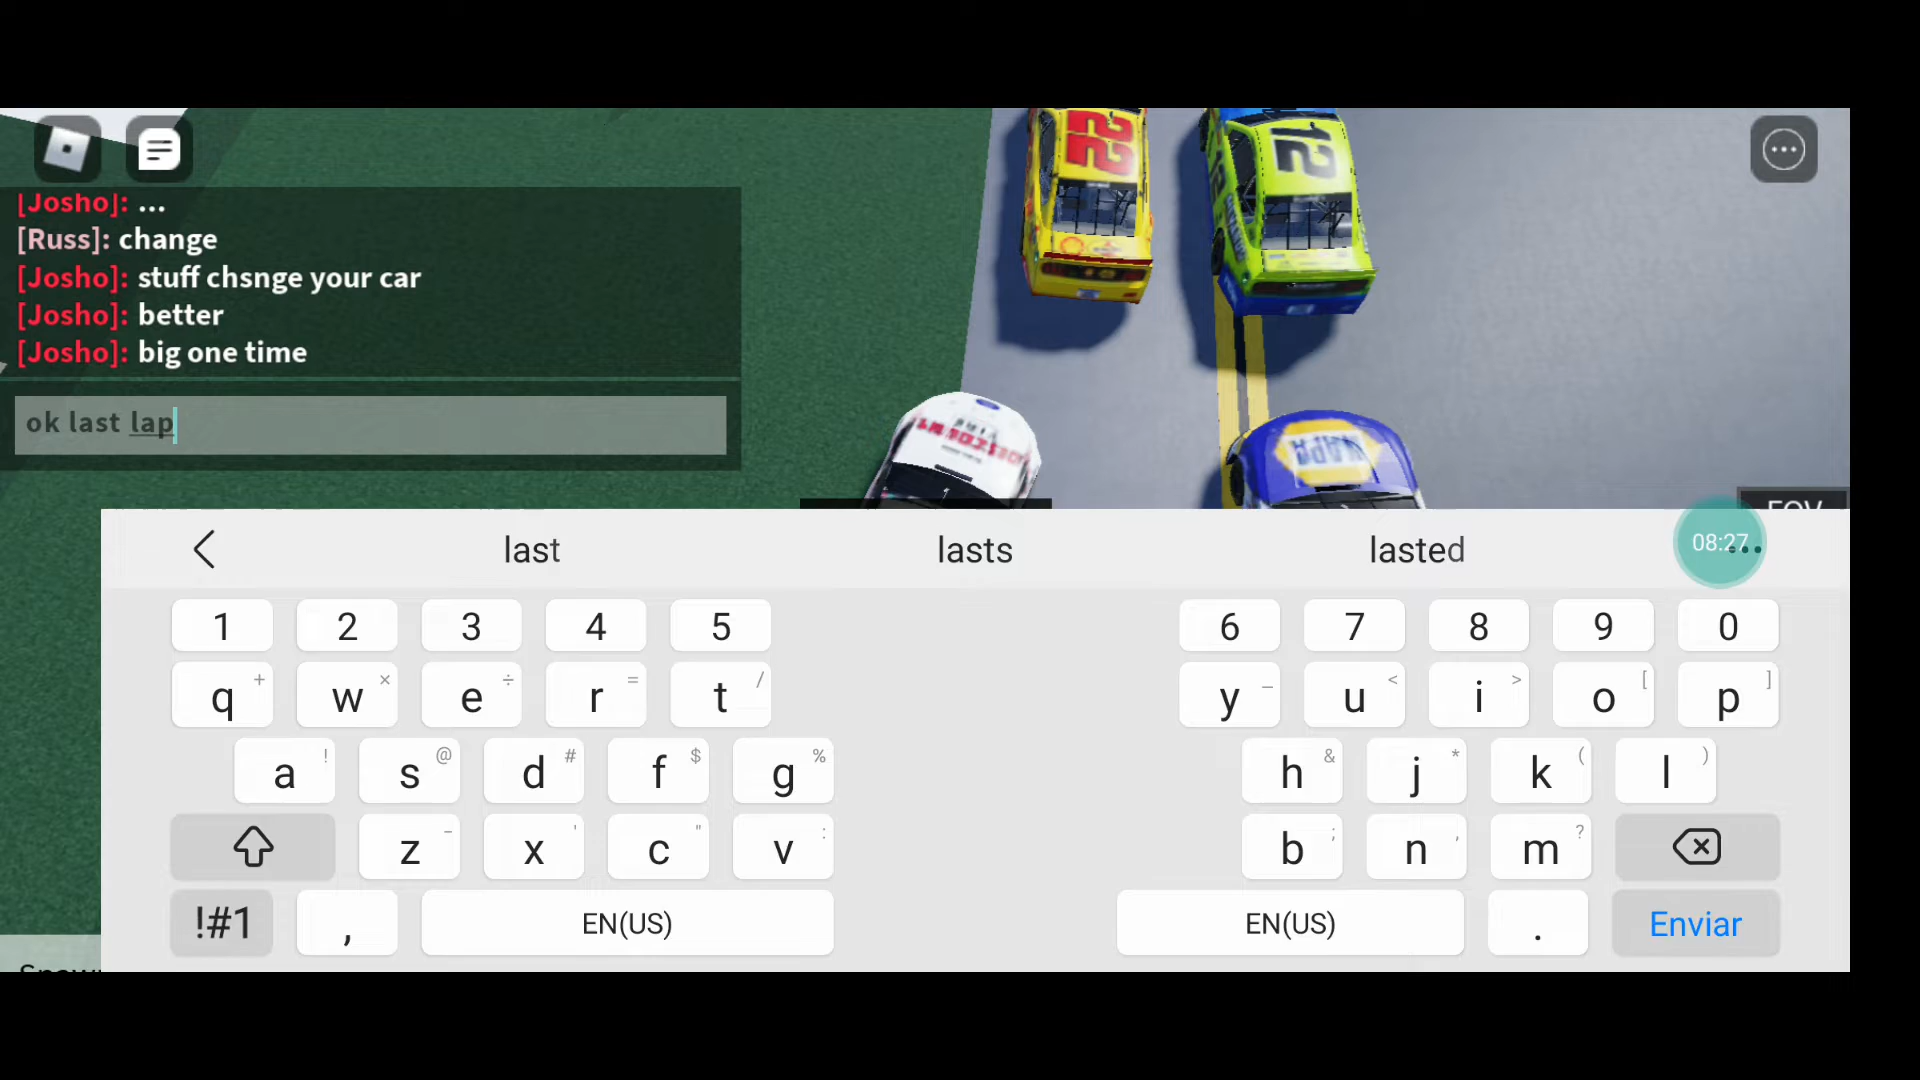 22
12
[Josho]: ...
[Russ]: change
[Josho]: stuff chsnge your car
[Josho]: better
[Josho]: big one time
ok last lap
NAPA
FOV
last
lasts
lasted
08:27
1 2 3 4 5 6 7 8 9 0
q + w × e ÷ r = t / y _ u < i > o [ p ]
a ! s @ d # f $ g % h & j * k ( l )
z - x ' c " v : b ; n , m ?
!#1 , EN(US) EN(US) . Enviar